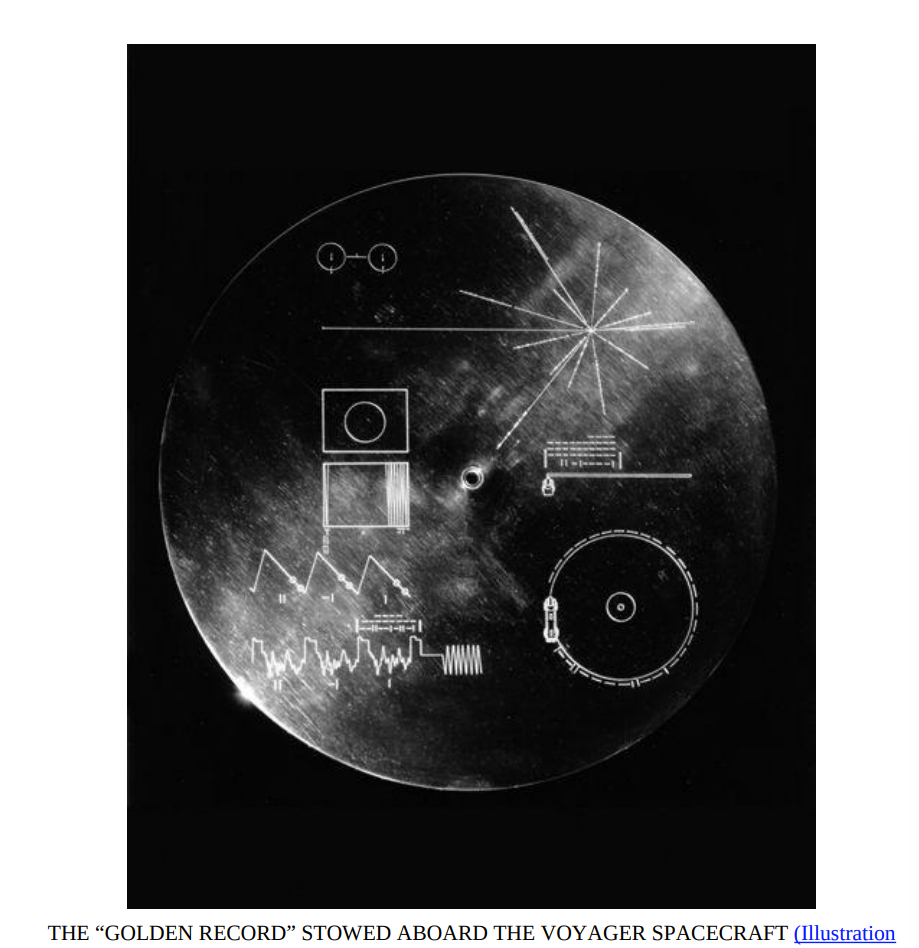 THE “GOLDEN RECORD” STOWED ABOARD THE VOYAGER SPACECRAFT (Illustration